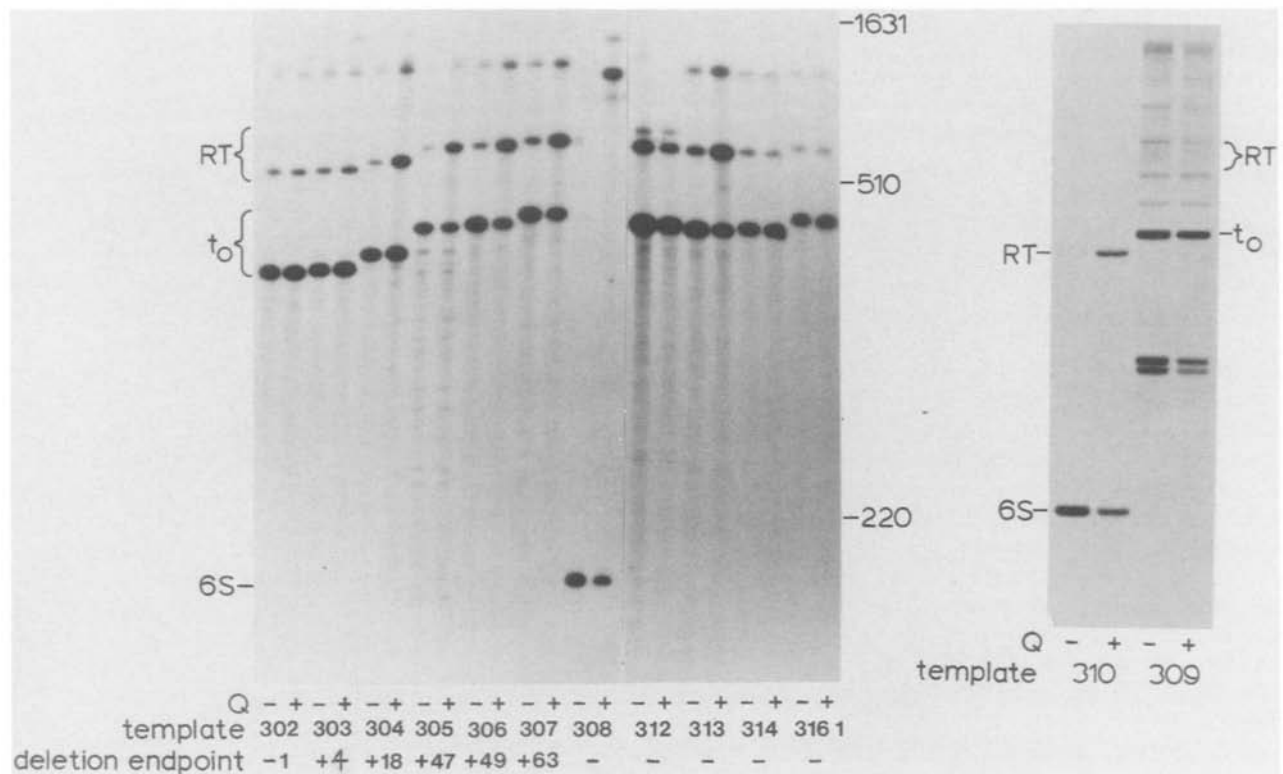 -1631
RT{
-510
t0{
-220
6S-
Q - + - + - + - + - + - + - + - + - + - + - +
template 302 303 304 305 306 307 308 312 313 314 316 1
deletion endpoint -1 +4 +18 +47 +49 +63 - - - - -
}RT
-t0
RT-
6S-
Q - + - +
template 310 309